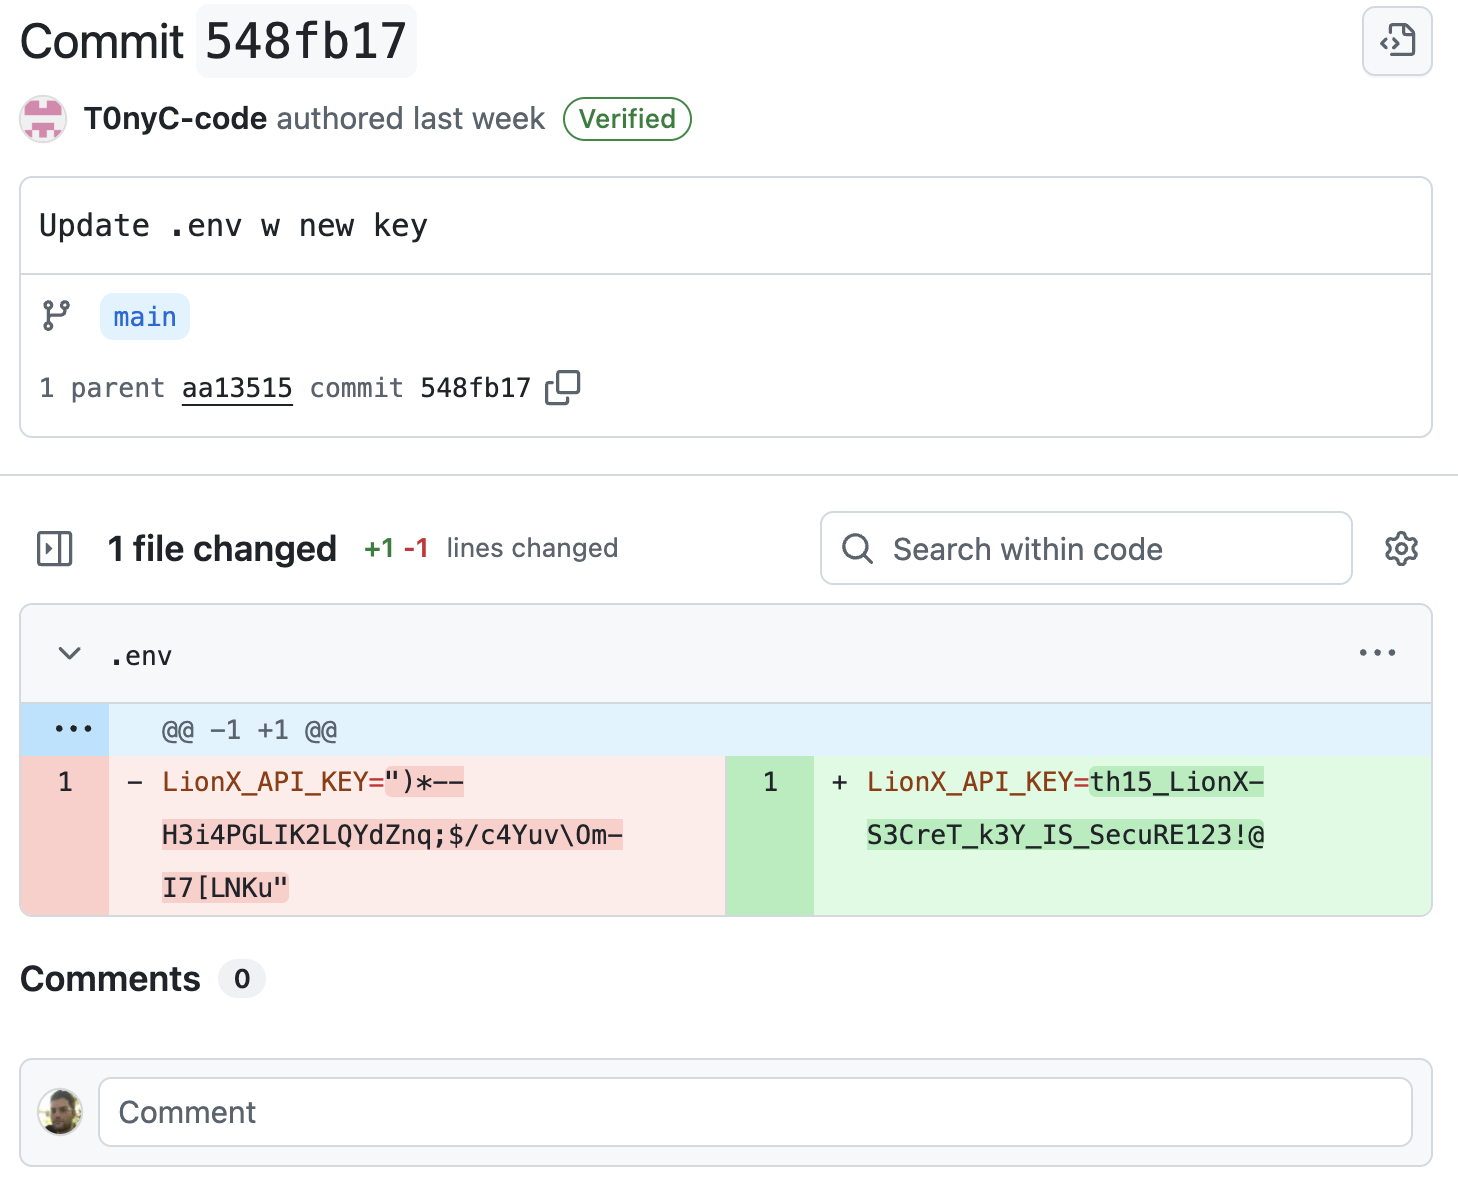 Commit 548fb17
T0nyC-code authored last week Verified
Update .env w new key
main
1 parent aa13515 commit 548fb17
1 file changed +1 -1 lines changed Search within code
.env
@@ -1 +1 @@
1 - LionX_API_KEY=")*--
H3i4PGLIK2LQYdZnq;$/c4Yuv\Om-
I7[LNKu"
1 + LionX_API_KEY=th15_LionX-
S3CreT_k3Y_IS_SecuRE123!@
Comments 0
Comment